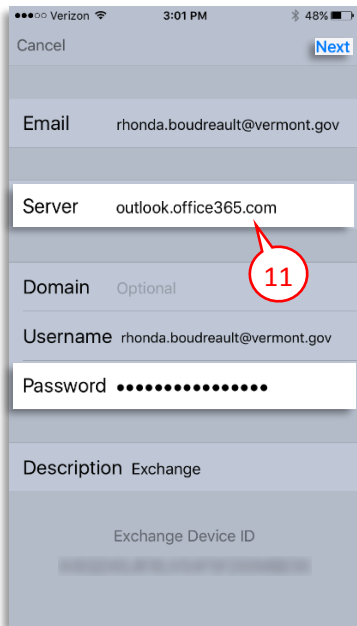 ●●●○○ Verizon 3:01 PM 48%
Cancel Next
Email rhonda.boudreault@vermont.gov
Server outlook.office365.com
11
Domain Optional
Username rhonda.boudreault@vermont.gov
Password ●●●●●●●●●●●●●●●●
Description Exchange
Exchange Device ID